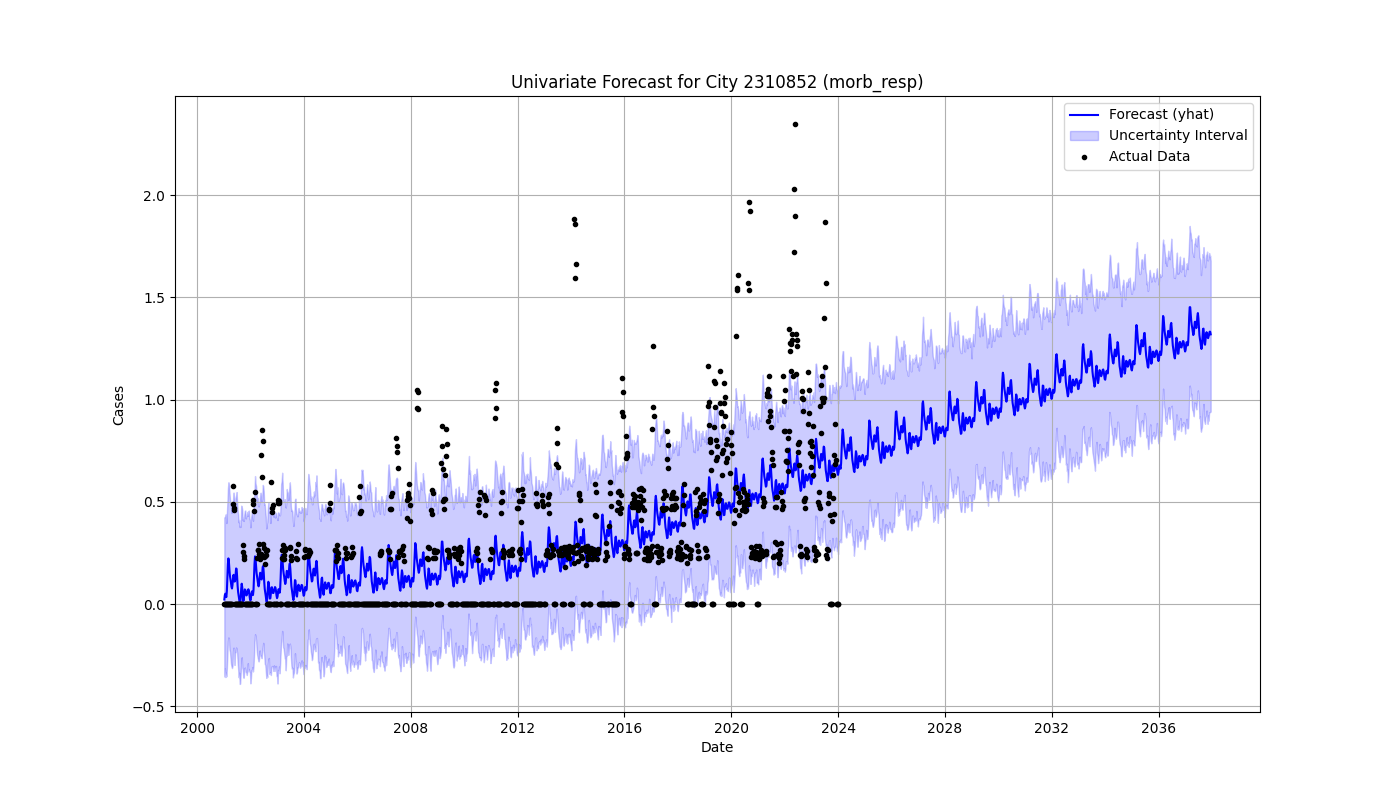 Univariate Forecast for City 2310852 (morb_resp)
Forecast (yhat)
Uncertainty Interval
Actual Data
Cases
2.0
1.5
1.0
0.5
0.0
−0.5
2000 2004 2008 2012 2016 2020 2024 2028 2032 2036
Date